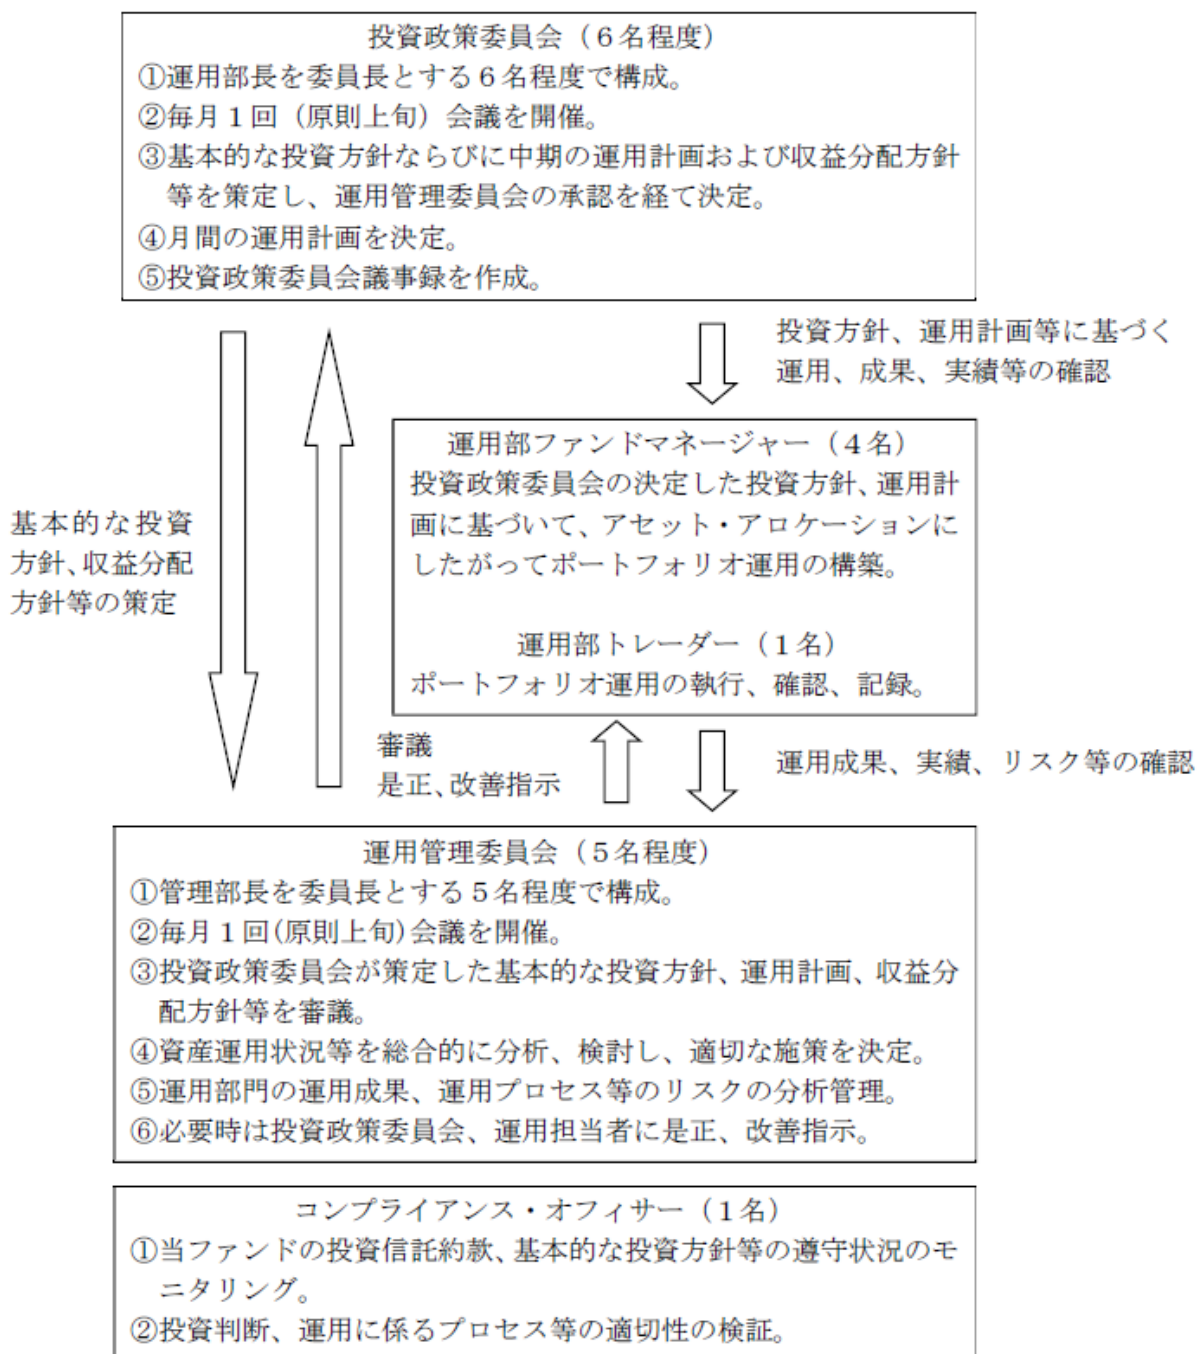 投資政策委員会（６名程度）
①運用部長を委員長とする６名程度で構成。
②毎月１回（原則上旬）会議を開催。
③基本的な投資方針ならびに中期の運用計画および収益分配方針
等を策定し、運用管理委員会の承認を経て決定。
④月間の運用計画を決定。
⑤投資政策委員会議事録を作成。
投資方針、運用計画等に基づく
運用、成果、実績等の確認
運用部ファンドマネージャー（４名）
投資政策委員会の決定した投資方針、運用計
画に基づいて、アセット・アロケーションに
したがってポートフォリオ運用の構築。
運用部トレーダー（１名）
ポートフォリオ運用の執行、確認、記録。
基本的な投資
方針、収益分配
方針等の策定
審議
是正、改善指示
運用成果、実績、リスク等の確認
運用管理委員会（５名程度）
①管理部長を委員長とする５名程度で構成。
②毎月１回(原則上旬)会議を開催。
③投資政策委員会が策定した基本的な投資方針、運用計画、収益分
配方針等を審議。
④資産運用状況等を総合的に分析、検討し、適切な施策を決定。
⑤運用部門の運用成果、運用プロセス等のリスクの分析管理。
⑥必要時は投資政策委員会、運用担当者に是正、改善指示。
コンプライアンス・オフィサー（１名）
①当ファンドの投資信託約款、基本的な投資方針等の遵守状況のモ
ニタリング。
②投資判断、運用に係るプロセス等の適切性の検証。